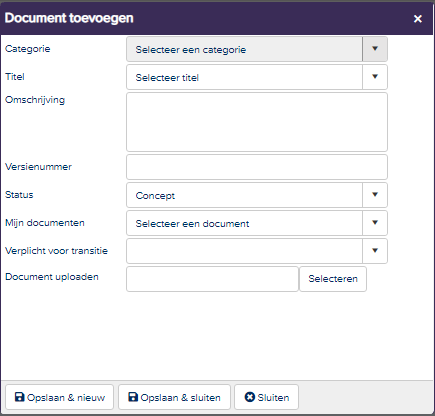 Document toevoegen
Categorie Selecteer een categorie
Titel Selecteer titel
Omschrijving
Versienummer
Status Concept
Mijn documenten Selecteer een document
Verplicht voor transitie
Document uploaden Selecteren
Opslaan & nieuw Opslaan & sluiten Sluiten